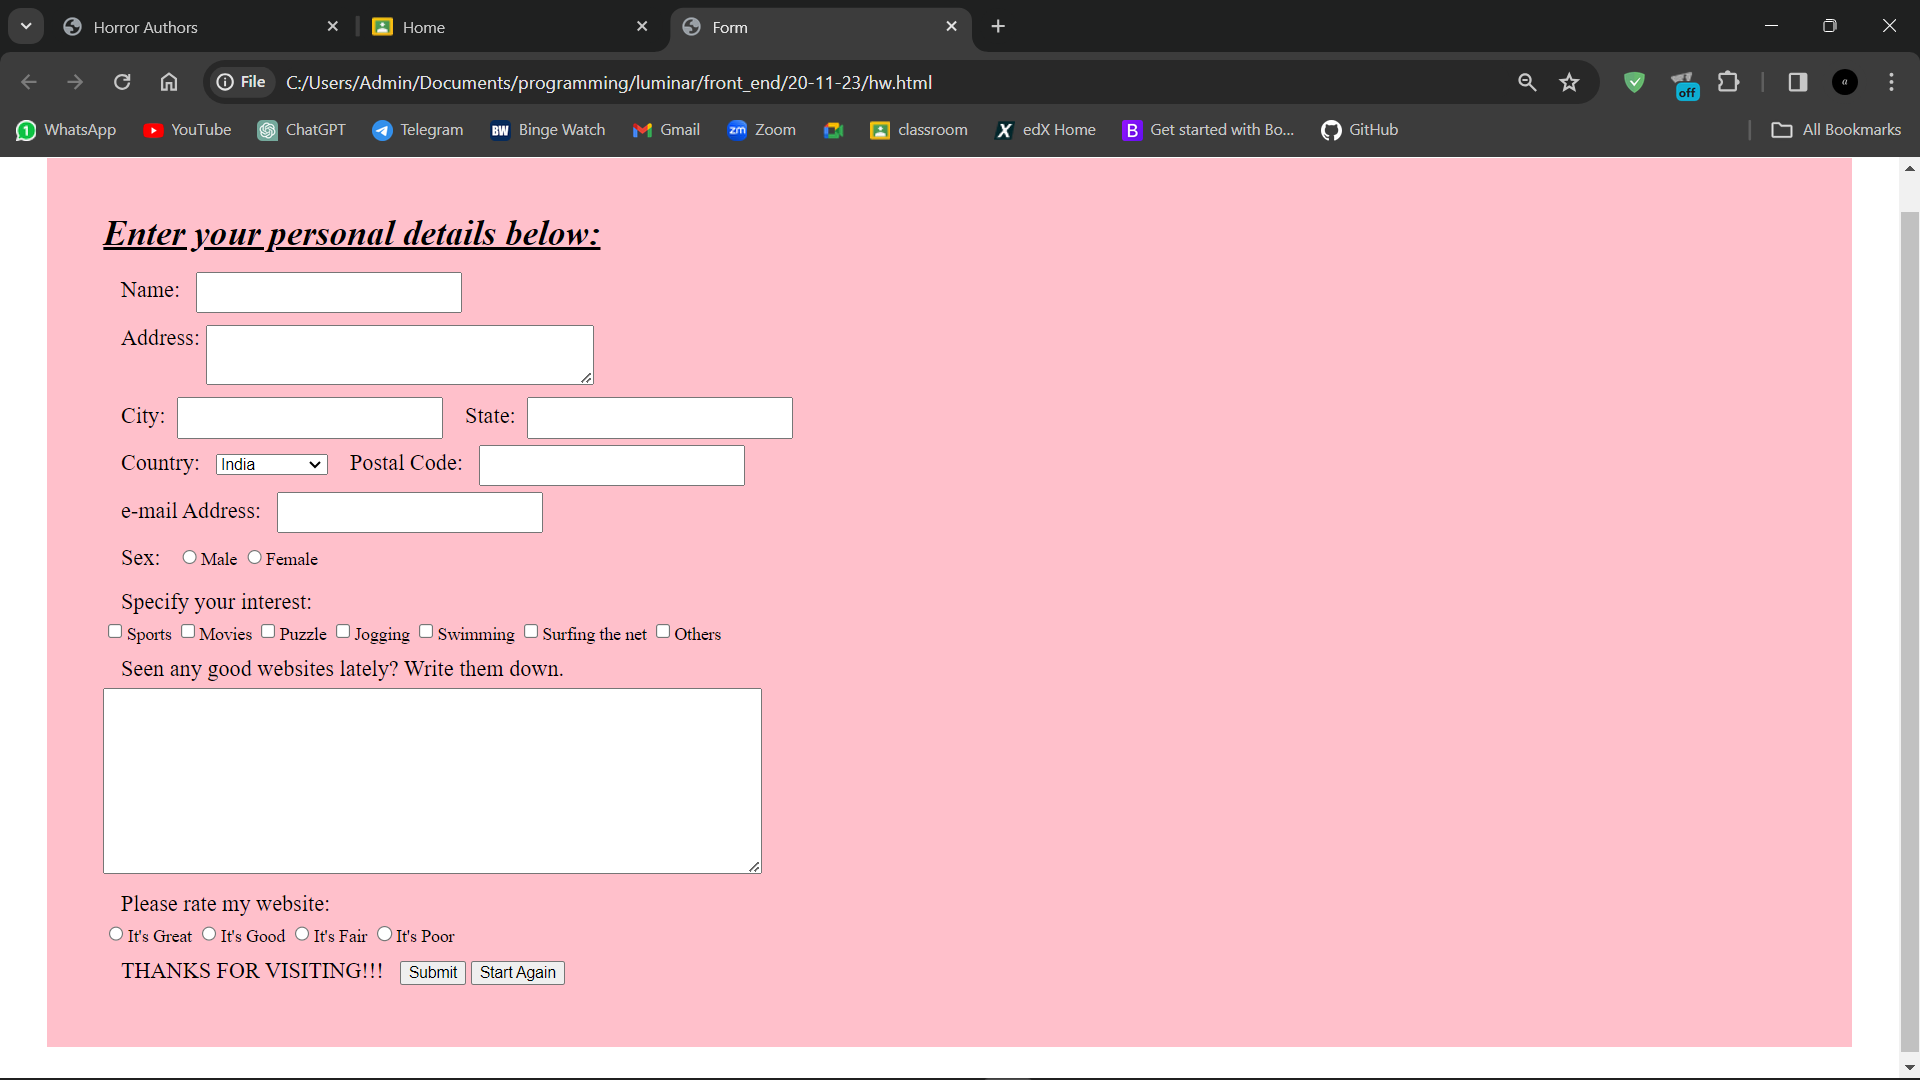 Horror Authors Home Form
File C:/Users/Admin/Documents/programming/luminar/front_end/20-11-23/hw.html off a
1 WhatsApp YouTube ChatGPT Telegram BW Binge Watch Gmail zm Zoom classroom X edX Home B Get started with Bo... GitHub All Bookmarks
Enter your personal details below:
Name:
Address:
City: State:
Country: India Postal Code:
e-mail Address:
Sex: Male Female
Specify your interest:
Sports Movies Puzzle Jogging Swimming Surfing the net Others
Seen any good websites lately? Write them down.
Please rate my website:
It's Great It's Good It's Fair It's Poor
THANKS FOR VISITING!!! Submit Start Again